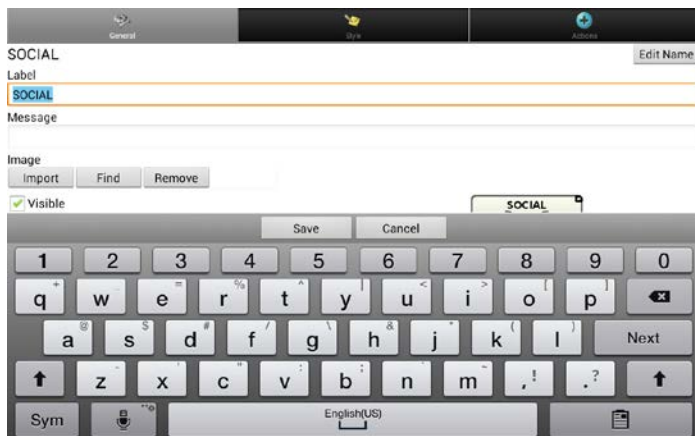 General Style Actions
SOCIAL Edit Name
Label
SOCIAL
Message
Image
Import Find Remove
Visible
SOCIAL
Save Cancel
1 2 3 4 5 6 7 8 9 0
q + w e = r % t ^ y | u < i > o [ p ]
a @ s $ d # f / g \ h & j * k ( l ) Next
z x c " v b n m , ! . ?
Sym English(US)